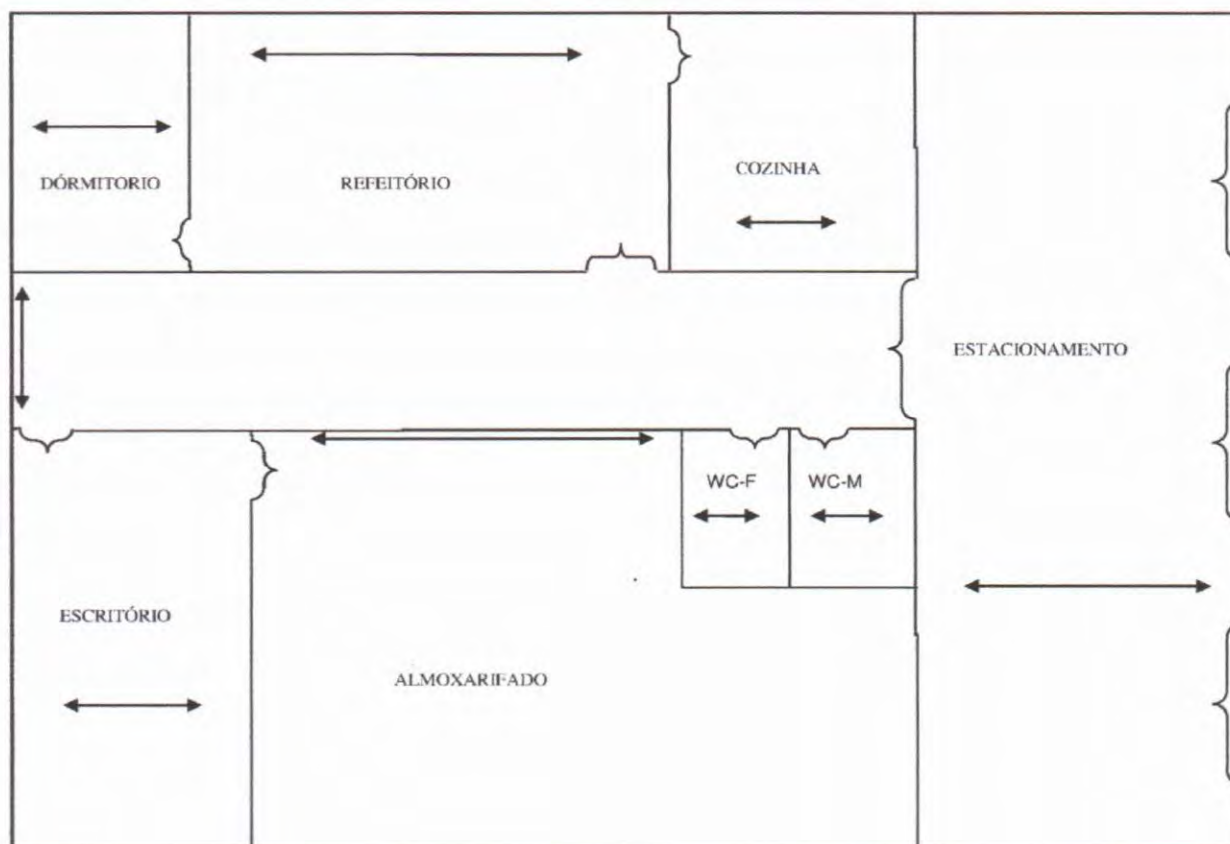 DÓRMITORIO
REFEITÓRIO
COZINHA
ESTACIONAMENTO
WC-F
WC-M
ESCRITÓRIO
ALMOXARIFADO